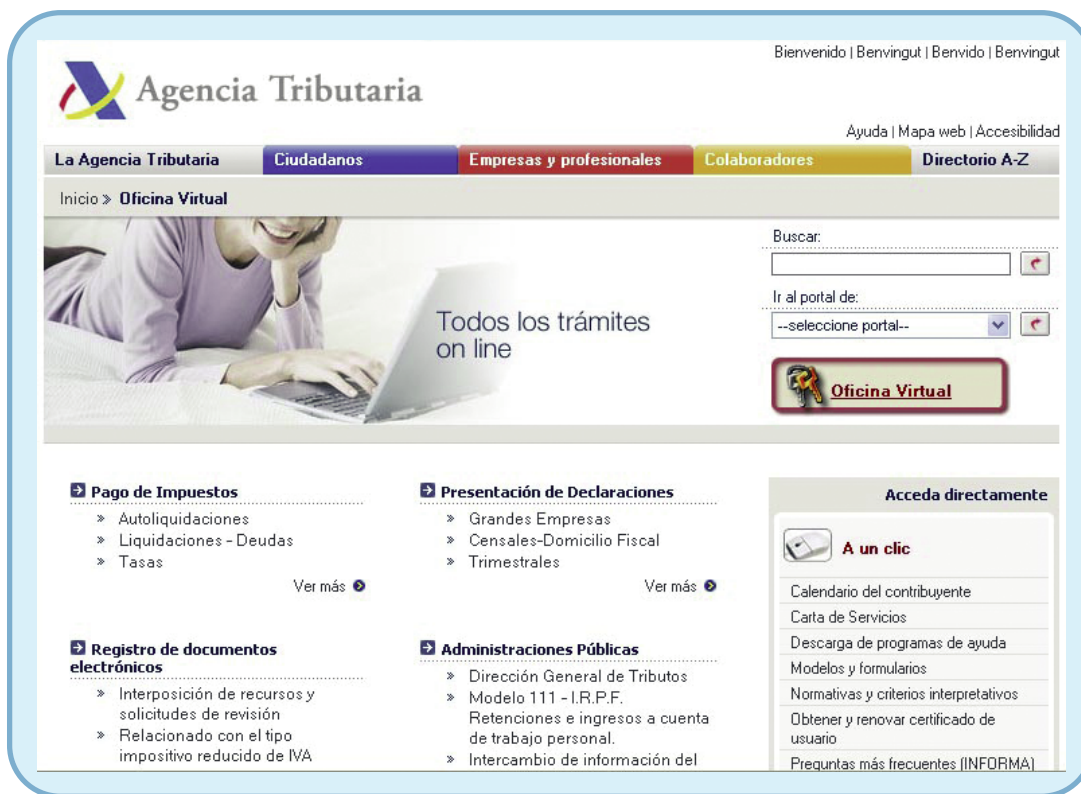 Bienvenido | Benvingut | Benvido | Benvingut
Agencia Tributaria
Ayuda | Mapa web | Accesibilidad
La Agencia Tributaria
Ciudadanos
Empresas y profesionales
Colaboradores
Directorio A-Z
Inicio » Oficina Virtual
Todos los trámites
on line
Buscar:
Ir al portal de:
--seleccione portal--
Oficina Virtual
Pago de Impuestos
» Autoliquidaciones
» Liquidaciones - Deudas
» Tasas
Ver más
Presentación de Declaraciones
» Grandes Empresas
» Censales-Domicilio Fiscal
» Trimestrales
Ver más
Registro de documentos
electrónicos
» Interposición de recursos y
solicitudes de revisión
» Relacionado con el tipo
impositivo reducido de IVA
Administraciones Públicas
» Dirección General de Tributos
» Modelo 111 - I.R.P.F.
Retenciones e ingresos a cuenta
de trabajo personal.
» Intercambio de información del
Acceda directamente
A un clic
Calendario del contribuyente
Carta de Servicios
Descarga de programas de ayuda
Modelos y formularios
Normativas y criterios interpretativos
Obtener y renovar certificado de
usuario
Preguntas más frecuentes (INFORMA)